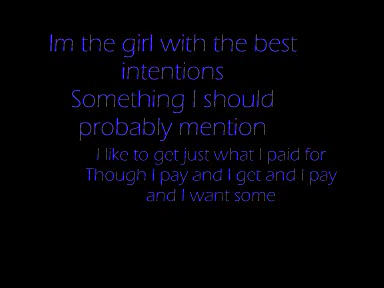 Im the girl with the best
intentions
Something I should
probably mention
I like to get just what I paid for
Though I pay and I get and I pay
and I want some